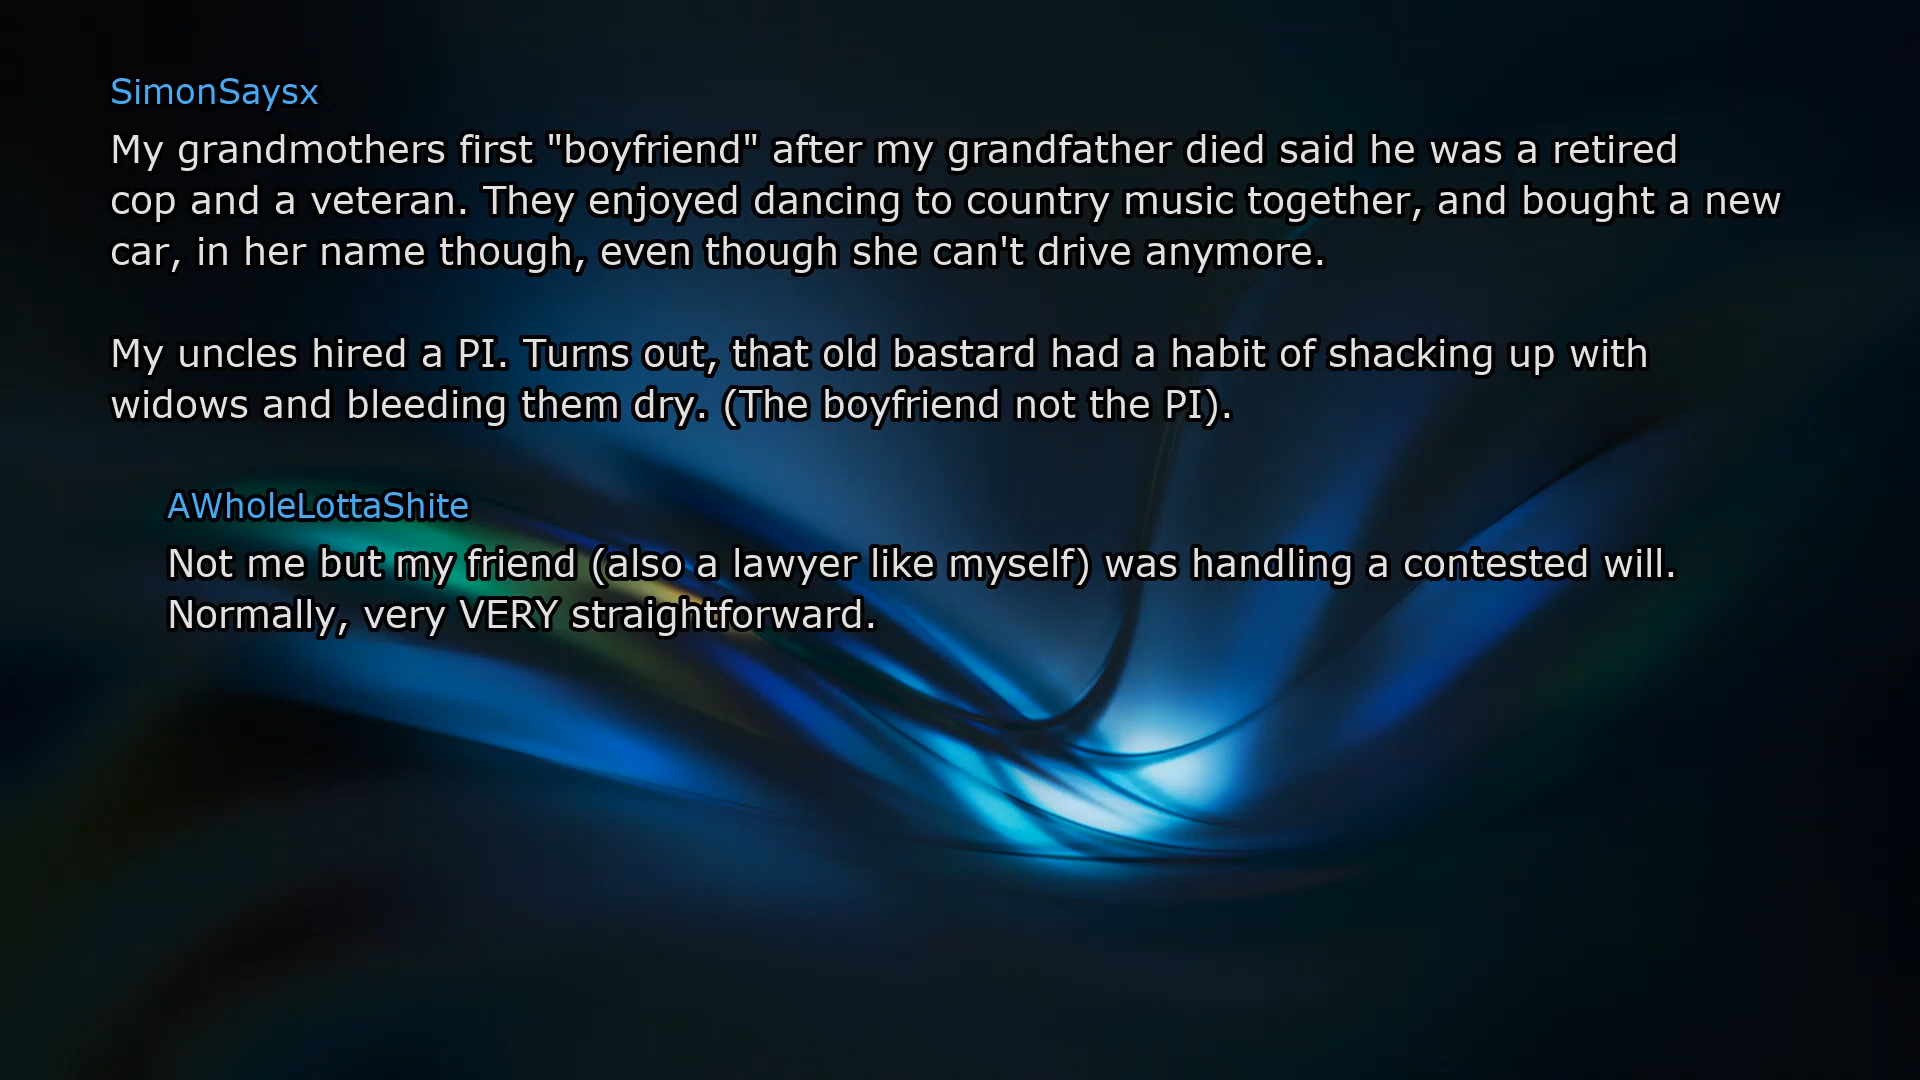 SimonSaysx
My grandmothers first "boyfriend" after my grandfather died said he was a retired
cop and a veteran. They enjoyed dancing to country music together, and bought a new
car, in her name though, even though she can't drive anymore.
My uncles hired a PI. Turns out, that old bastard had a habit of shacking up with
widows and bleeding them dry. (The boyfriend not the PI).
AWholeLottaShite
Not me but my friend (also a lawyer like myself) was handling a contested will.
Normally, very VERY straightforward.